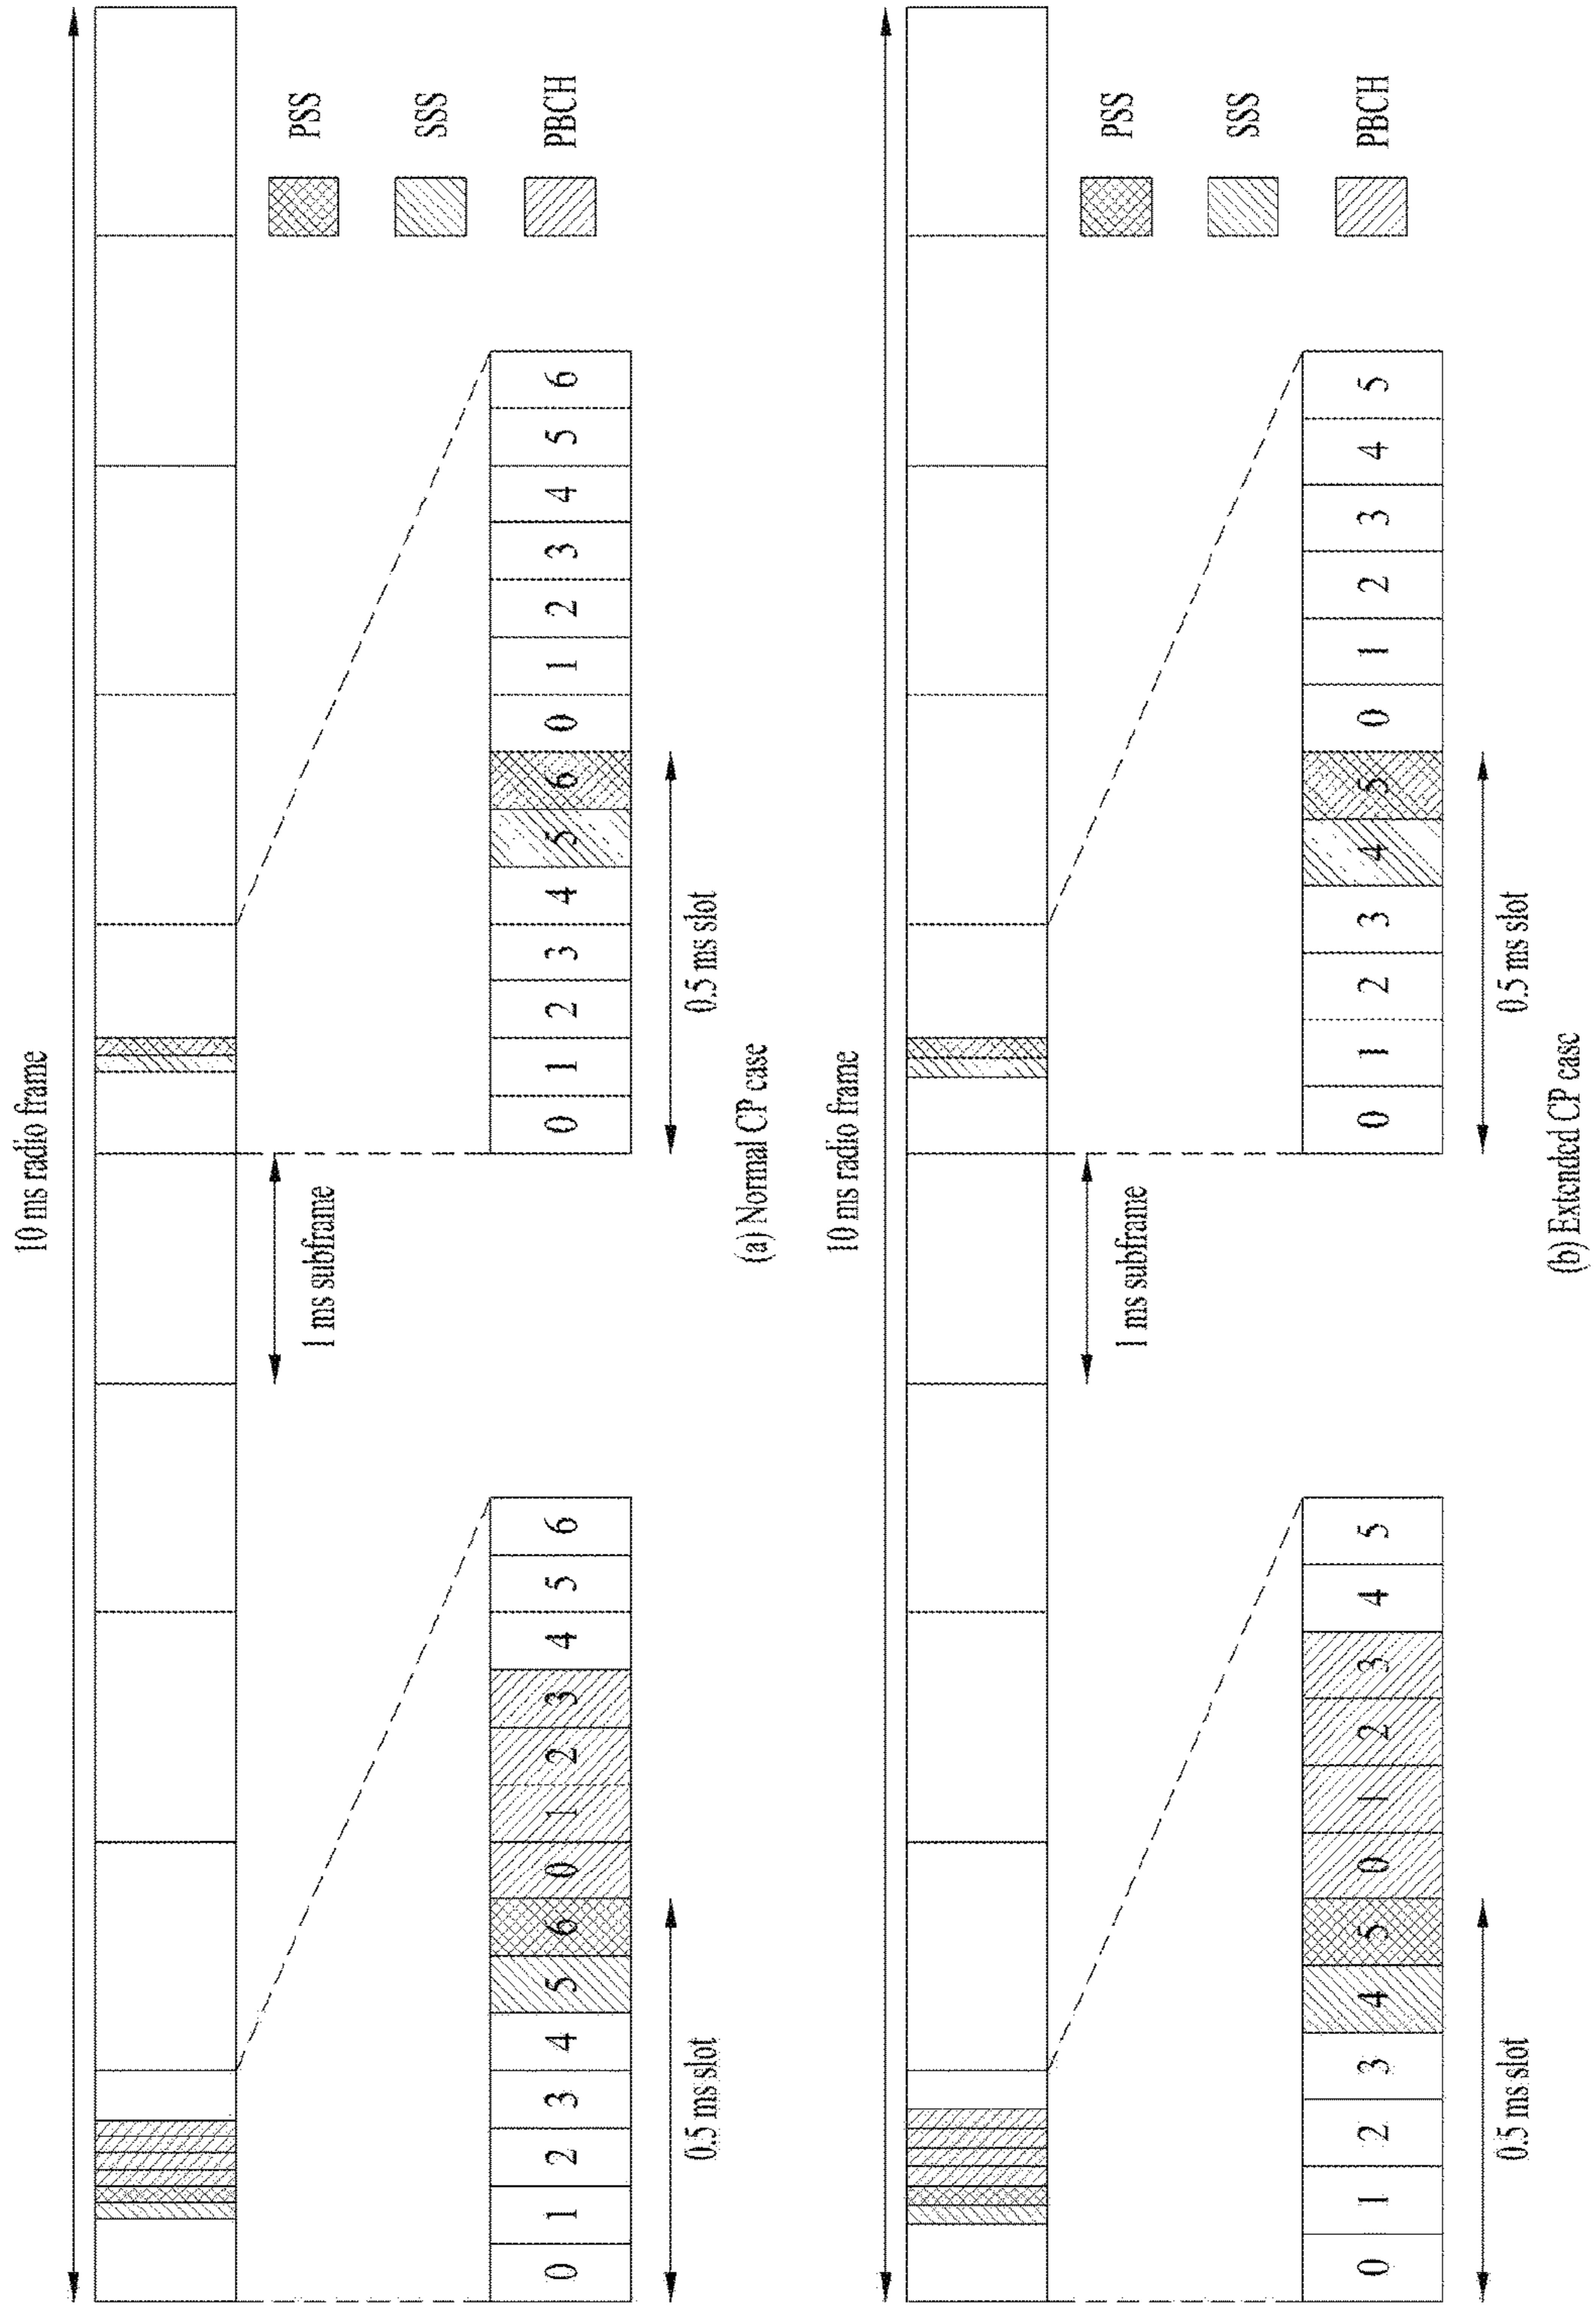 10 ms radio frame
1 ms subframe
PSS
SSS
PBCH
0 1 2 3 4 5 6 0 1 2 3 4 5 6
0 1 2 3 4 5 6 0 1 2 3 4 5 6
0.5 ms slot
0.5 ms slot
(a) Normal CP case
10 ms radio frame
1 ms subframe
PSS
SSS
PBCH
0 1 2 3 4 5 0 1 2 3 4 5
0 1 2 3 4 5 0 1 2 3 4 5
0.5 ms slot
0.5 ms slot
(b) Extended CP case